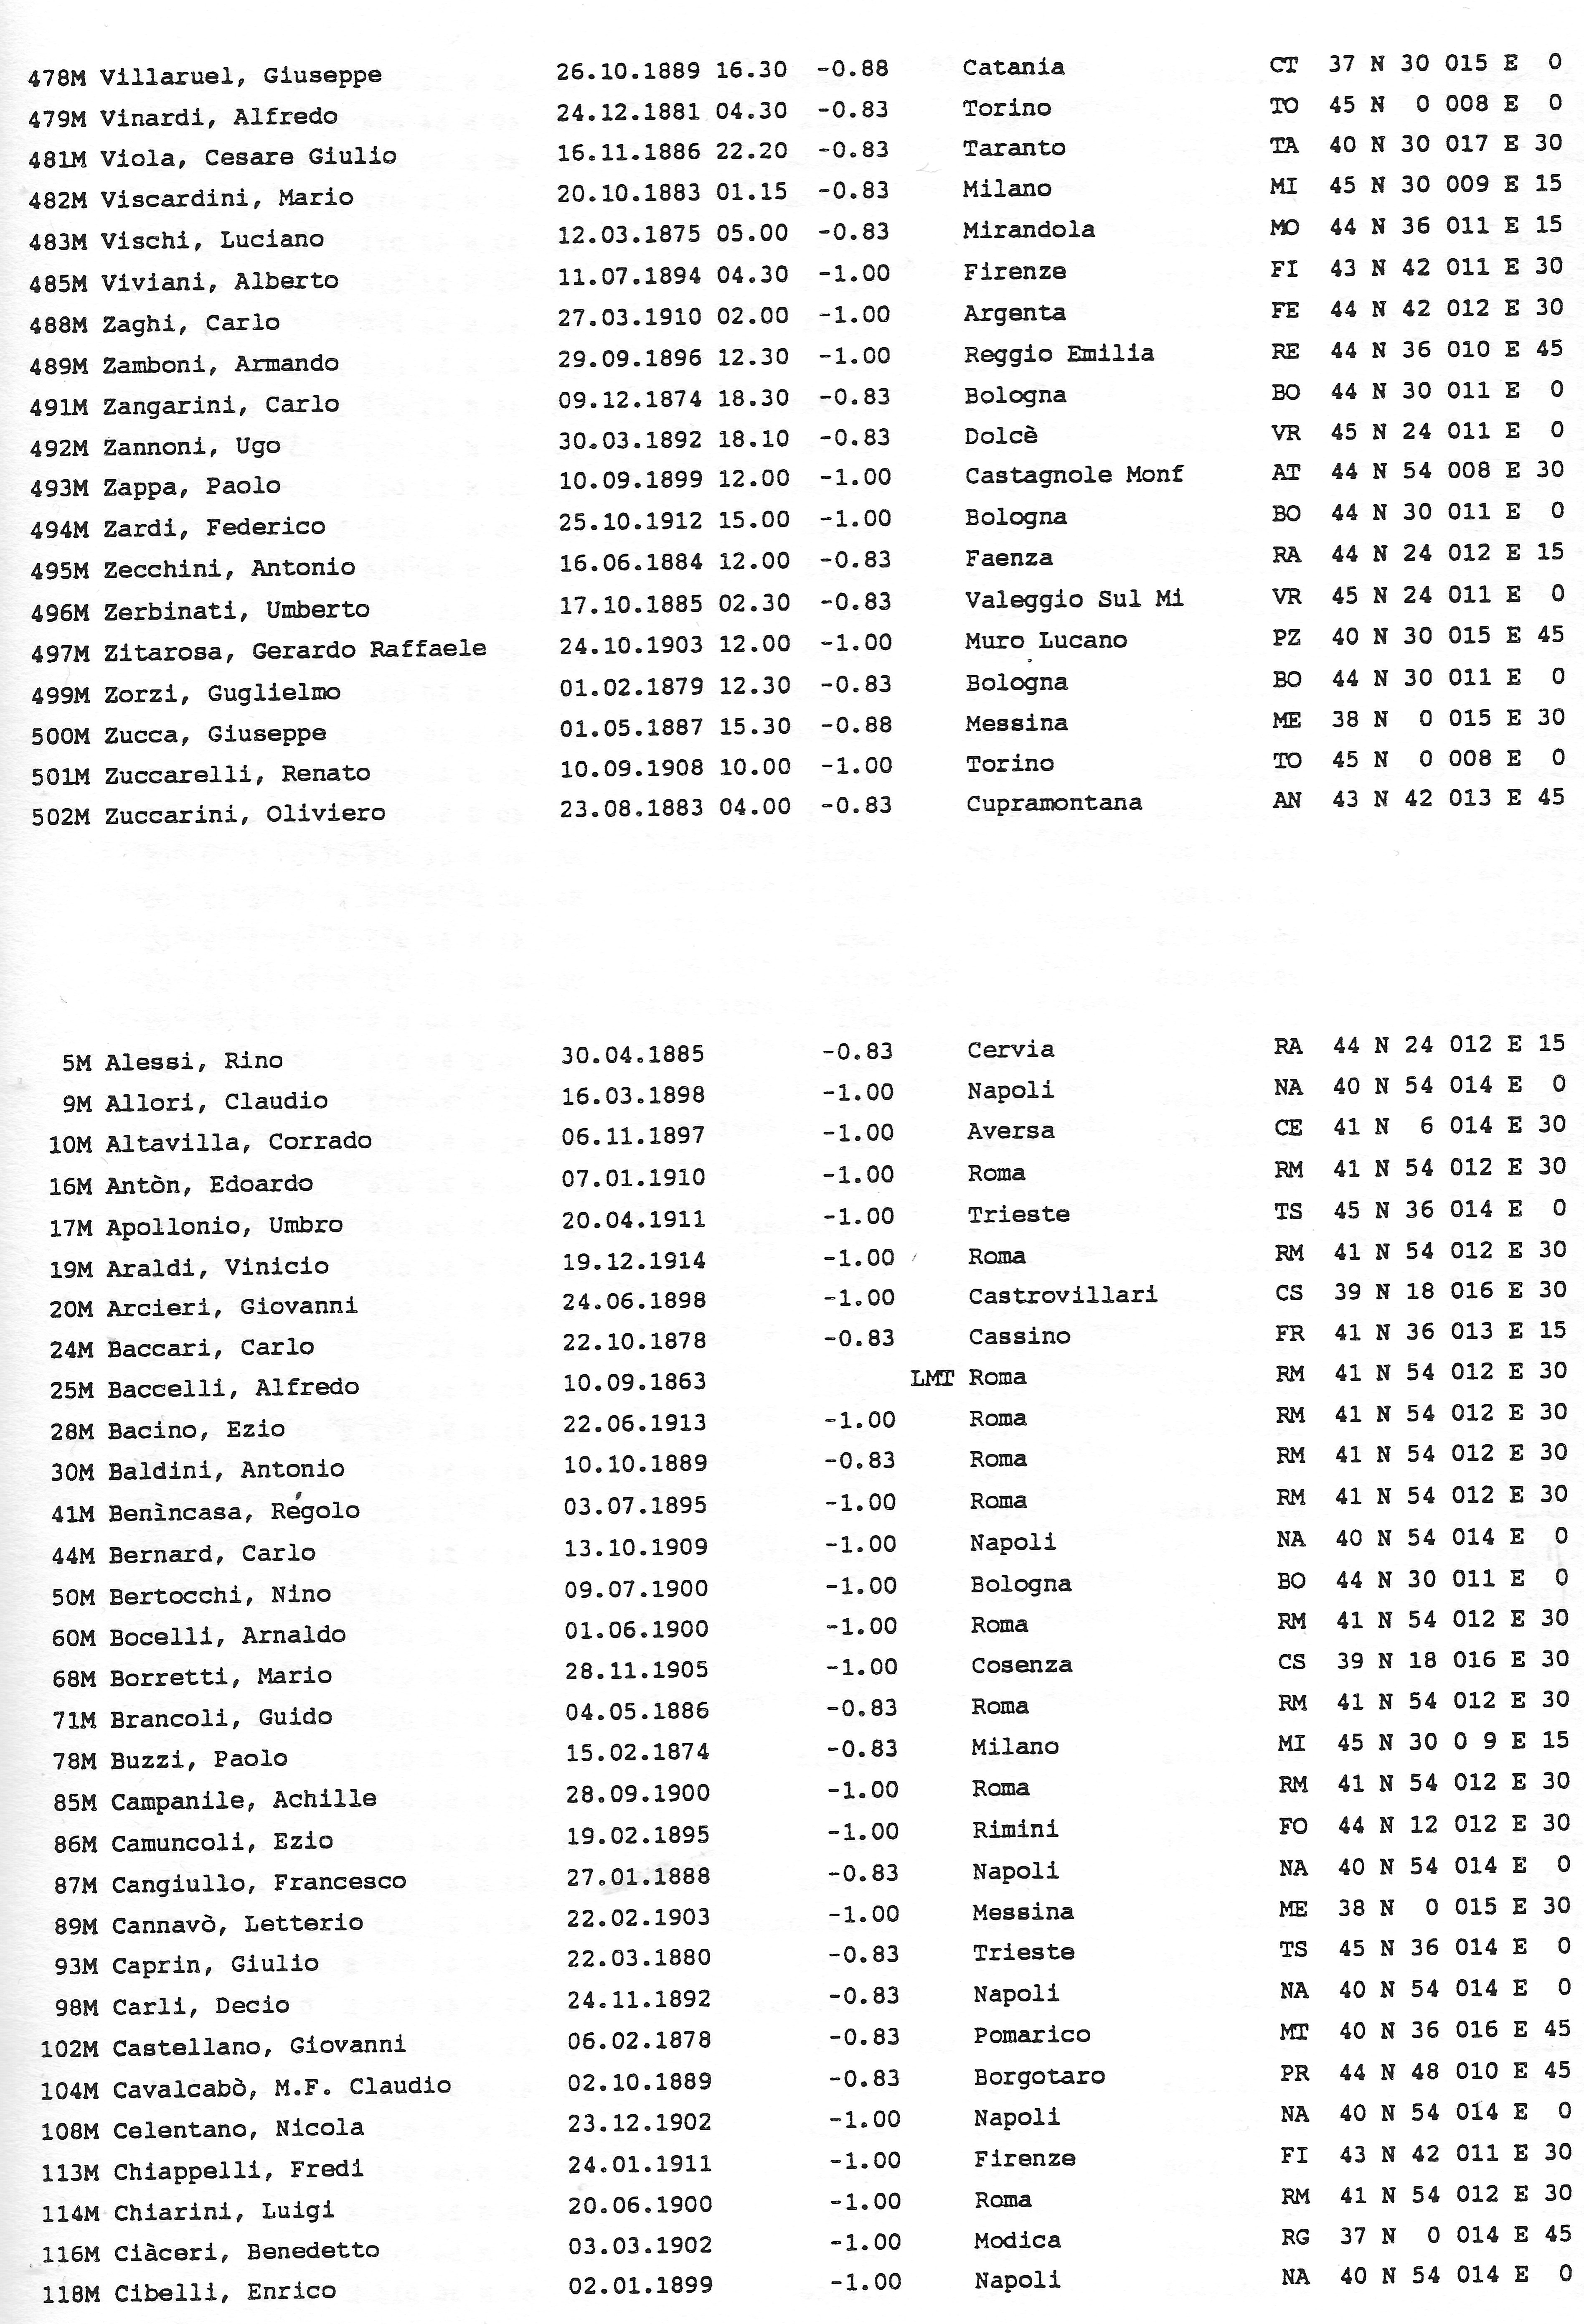 478M Villaruel, Giuseppe 26.10.1889 16.30 -0.88 Catania CT 37 N 30 015 E 0
479M Vinardi, Alfredo 24.12.1881 04.30 -0.83 Torino TO 45 N 0 008 E 0
481M Viola, Cesare Giulio 16.11.1886 22.20 -0.83 Taranto TA 40 N 30 017 E 30
482M Viscardini, Mario 20.10.1883 01.15 -0.83 Milano MI 45 N 30 009 E 15
483M Vischi, Luciano 12.03.1875 05.00 -0.83 Mirandola MO 44 N 36 011 E 15
485M Viviani, Alberto 11.07.1894 04.30 -1.00 Firenze FI 43 N 42 011 E 30
488M Zaghi, Carlo 27.03.1910 02.00 -1.00 Argenta FE 44 N 42 012 E 30
489M Zamboni, Armando 29.09.1896 12.30 -1.00 Reggio Emilia RE 44 N 36 010 E 45
491M Zangarini, Carlo 09.12.1874 18.30 -0.83 Bologna BO 44 N 30 011 E 0
492M Zannoni, Ugo 30.03.1892 18.10 -0.83 Dolcè VR 45 N 24 011 E 0
493M Zappa, Paolo 10.09.1899 12.00 -1.00 Castagnole Monf AT 44 N 54 008 E 30
494M Zardi, Federico 25.10.1912 15.00 -1.00 Bologna BO 44 N 30 011 E 0
495M Zecchini, Antonio 16.06.1884 12.00 -0.83 Faenza RA 44 N 24 012 E 15
496M Zerbinati, Umberto 17.10.1885 02.30 -0.83 Valeggio Sul Mi VR 45 N 24 011 E 0
497M Zitarosa, Gerardo Raffaele 24.10.1903 12.00 -1.00 Muro Lucano PZ 40 N 30 015 E 45
499M Zorzi, Guglielmo 01.02.1879 12.30 -0.83 Bologna BO 44 N 30 011 E 0
500M Zucca, Giuseppe 01.05.1887 15.30 -0.88 Messina ME 38 N 0 015 E 30
501M Zuccarelli, Renato 10.09.1908 10.00 -1.00 Torino TO 45 N 0 008 E 0
502M Zuccarini, Oliviero 23.08.1883 04.00 -0.83 Cupramontana AN 43 N 42 013 E 45
5M Alessi, Rino 30.04.1885 -0.83 Cervia RA 44 N 24 012 E 15
9M Allori, Claudio 16.03.1898 -1.00 Napoli NA 40 N 54 014 E 0
10M Altavilla, Corrado 06.11.1897 -1.00 Aversa CE 41 N 6 014 E 30
16M Antòn, Edoardo 07.01.1910 -1.00 Roma RM 41 N 54 012 E 30
17M Apollonio, Umbro 20.04.1911 -1.00 Trieste TS 45 N 36 014 E 0
19M Araldi, Vinicio 19.12.1914 -1.00 Roma RM 41 N 54 012 E 30
20M Arcieri, Giovanni 24.06.1898 -1.00 Castrovillari CS 39 N 18 016 E 30
24M Baccari, Carlo 22.10.1878 -0.83 Cassino FR 41 N 36 013 E 15
25M Baccelli, Alfredo 10.09.1863 LMT Roma RM 41 N 54 012 E 30
28M Bacino, Ezio 22.06.1913 -1.00 Roma RM 41 N 54 012 E 30
30M Baldini, Antonio 10.10.1889 -0.83 Roma RM 41 N 54 012 E 30
41M Benìncasa, Régolo 03.07.1895 -1.00 Roma RM 41 N 54 012 E 30
44M Bernard, Carlo 13.10.1909 -1.00 Napoli NA 40 N 54 014 E 0
50M Bertocchi, Nino 09.07.1900 -1.00 Bologna BO 44 N 30 011 E 0
60M Bocelli, Arnaldo 01.06.1900 -1.00 Roma RM 41 N 54 012 E 30
68M Borretti, Mario 28.11.1905 -1.00 Cosenza CS 39 N 18 016 E 30
71M Brancoli, Guido 04.05.1886 -0.83 Roma RM 41 N 54 012 E 30
78M Buzzi, Paolo 15.02.1874 -0.83 Milano MI 45 N 30 0 9 E 15
85M Campanile, Achille 28.09.1900 -1.00 Roma RM 41 N 54 012 E 30
86M Camuncoli, Ezio 19.02.1895 -1.00 Rimini FO 44 N 12 012 E 30
87M Cangiullo, Francesco 27.01.1888 -0.83 Napoli NA 40 N 54 014 E 0
89M Cannavò, Letterio 22.02.1903 -1.00 Messina ME 38 N 0 015 E 30
93M Caprin, Giulio 22.03.1880 -0.83 Trieste TS 45 N 36 014 E 0
98M Carli, Decio 24.11.1892 -0.83 Napoli NA 40 N 54 014 E 0
102M Castellano, Giovanni 06.02.1878 -0.83 Pomarico MT 40 N 36 016 E 45
104M Cavalcabò, M.F. Claudio 02.10.1889 -0.83 Borgotaro PR 44 N 48 010 E 45
108M Celentano, Nicola 23.12.1902 -1.00 Napoli NA 40 N 54 014 E 0
113M Chiappelli, Fredi 24.01.1911 -1.00 Firenze FI 43 N 42 011 E 30
114M Chiarini, Luigi 20.06.1900 -1.00 Roma RM 41 N 54 012 E 30
116M Ciàceri, Benedetto 03.03.1902 -1.00 Modica RG 37 N 0 014 E 45
118M Cibelli, Enrico 02.01.1899 -1.00 Napoli NA 40 N 54 014 E 0